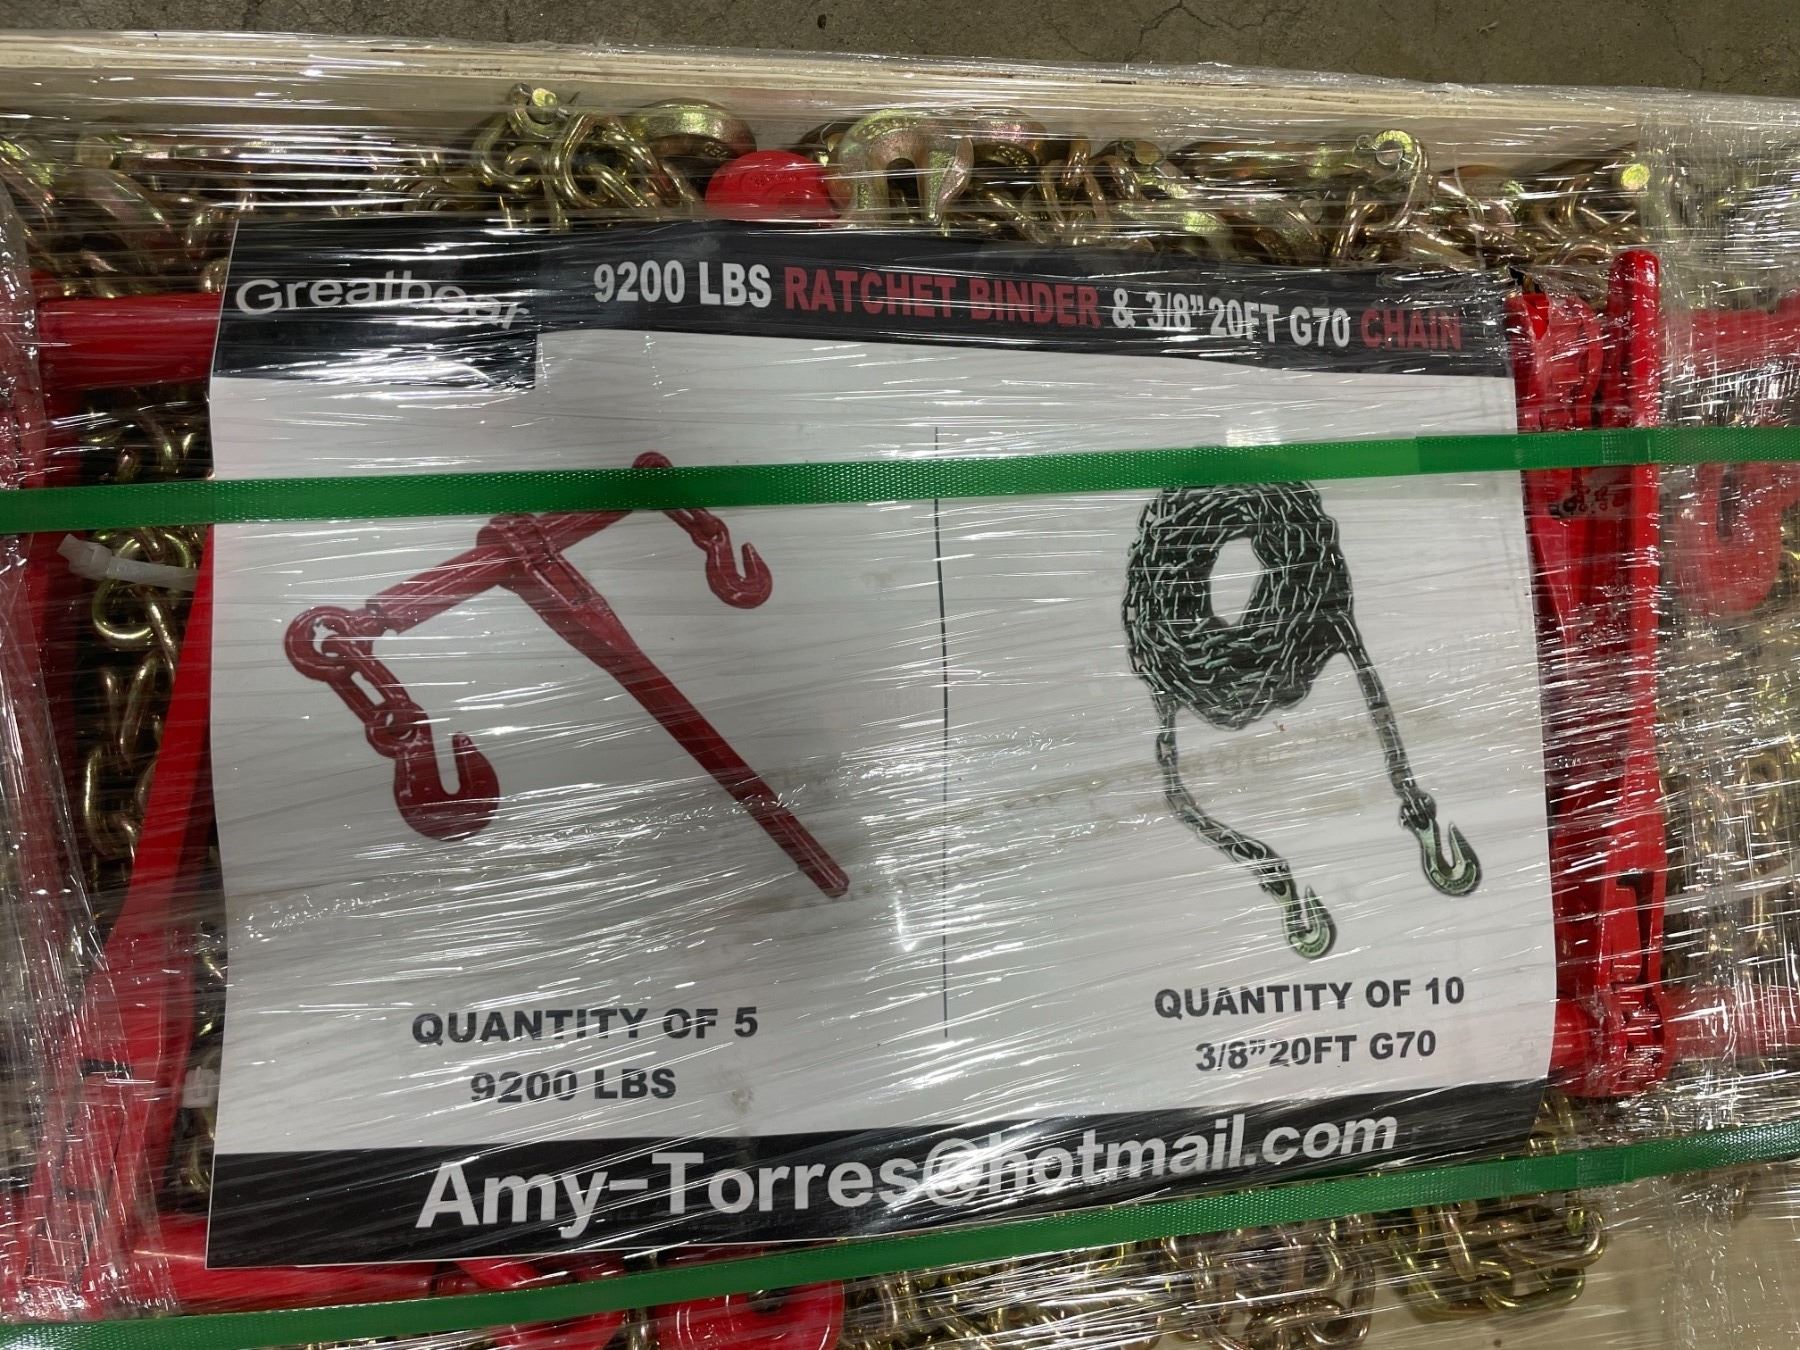 Greatbear
9200 LBS RATCHET BINDER & 3/8” 20FT G70 CHAIN
QUANTITY OF 5
9200 LBS
QUANTITY OF 10
3/8”20FT G70
Amy-Torres@hotmail.com